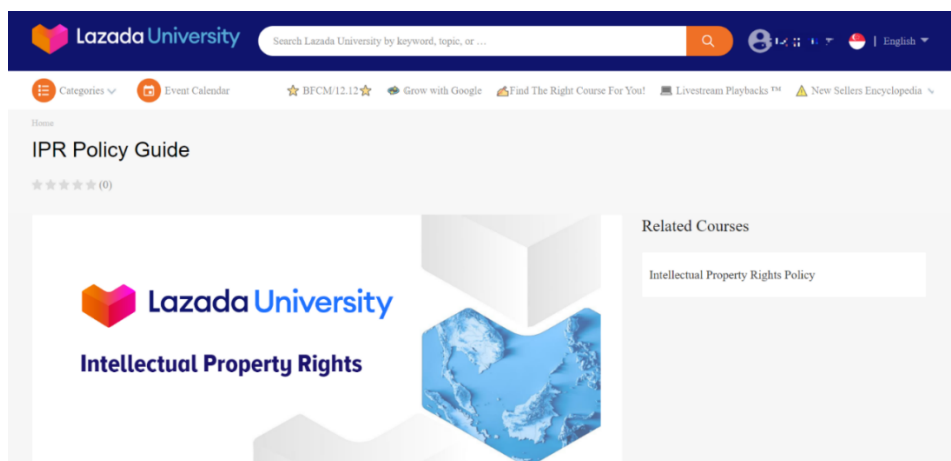 Lazada University
Search Lazada University by keyword, topic, or ...
| English
Categories
Event Calendar
BFCM/12.12
Grow with Google
Find The Right Course For You!
Livestream Playbacks ™
New Sellers Encyclopedia
Home
IPR Policy Guide
(0)
Lazada University
Intellectual Property Rights
Related Courses
Intellectual Property Rights Policy